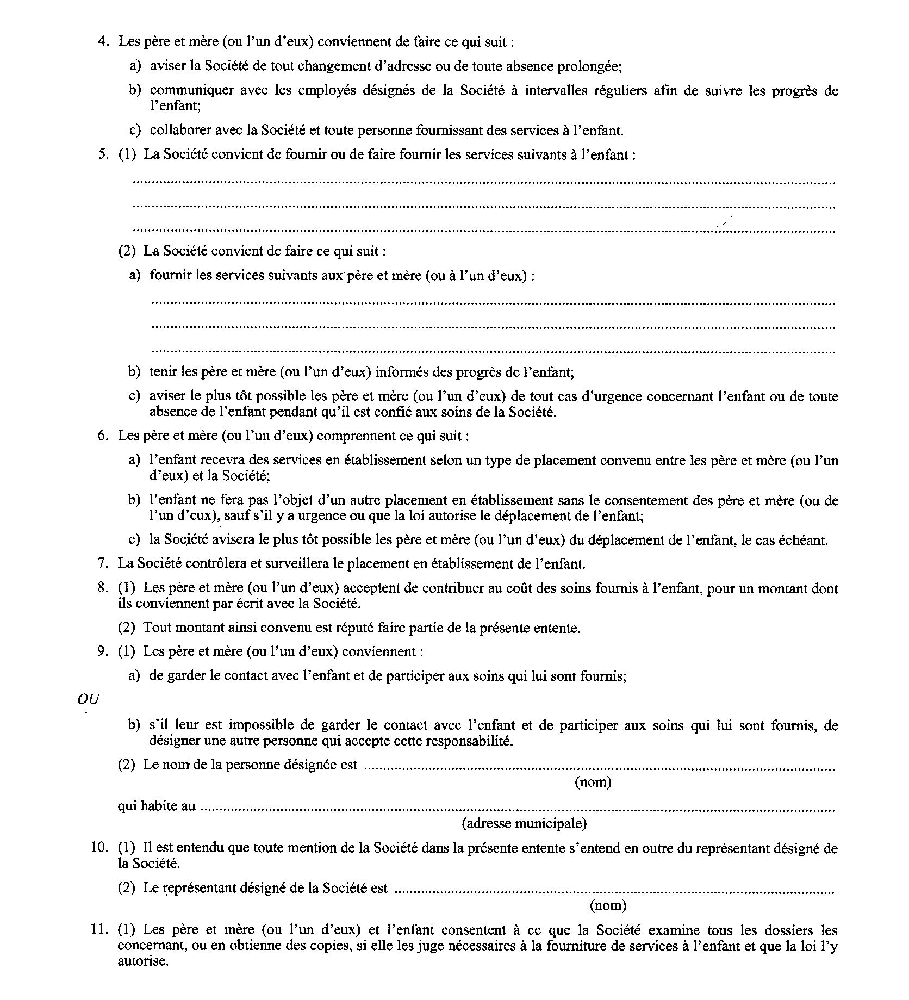 4. Les père et mère (ou l'un d'eux) conviennent de faire ce qui suit :
a) aviser la Société de tout changement d'adresse ou de toute absence prolongée;
b) communiquer avec les employés désignés de la Société à intervalles réguliers afin de suivre les progrès de
l'enfant;
c) collaborer avec la Société et toute personne fournissant des services à l'enfant.
5. (1) La Société convient de fournir ou de faire fournir les services suivants à l'enfant :
(2) La Société convient de faire ce qui suit :
a) fournir les services suivants aux père et mère (ou à l'un d'eux) :
b) tenir les père et mère (ou l'un d'eux) informés des progrès de l'enfant;
c) aviser le plus tôt possible les père et mère (ou l'un d'eux) de tout cas d'urgence concernant l'enfant ou de toute
absence de l'enfant pendant qu'il est confié aux soins de la Société.
6. Les père et mère (ou l'un d'eux) comprennent ce qui suit :
a) l'enfant recevra des services en établissement selon un type de placement convenu entre les père et mère (ou l'un
d'eux) et la Société;
b) l'enfant ne fera pas l'objet d'un autre placement en établissement sans le consentement des père et mère (ou de
l'un d'eux), sauf s'il y a urgence ou que la loi autorise le déplacement de l'enfant;
c) la Société avisera le plus tôt possible les père et mère (ou l'un d'eux) du déplacement de l'enfant, le cas échéant.
7. La Société contrôlera et surveillera le placement en établissement de l'enfant.
8. (1) Les père et mère (ou l'un d'eux) acceptent de contribuer au coût des soins fournis à l'enfant, pour un montant dont
ils conviennent par écrit avec la Société.
(2) Tout montant ainsi convenu est réputé faire partie de la présente entente.
9. (1) Les père et mère (ou l'un d'eux) conviennent :
a) de garder le contact avec l'enfant et de participer aux soins qui lui sont fournis;
OU
b) s'il leur est impossible de garder le contact avec l'enfant et de participer aux soins qui lui sont fournis, de
désigner une autre personne qui accepte cette responsabilité.
(2) Le nom de la personne désignée est ........
(nom)
qui habite au ........
(adresse municipale)
10. (1) Il est entendu que toute mention de la Société dans la présente entente s'entend en outre du représentant désigné de
la Société.
(2) Le représentant désigné de la Société est ........
(nom)
11. (1) Les père et mère (ou l'un d'eux) et l'enfant consentent à ce que la Société examine tous les dossiers les
concernant, ou en obtienne des copies, si elle les juge nécessaires à la fourniture de services à l'enfant et que la loi l'y
autorise.